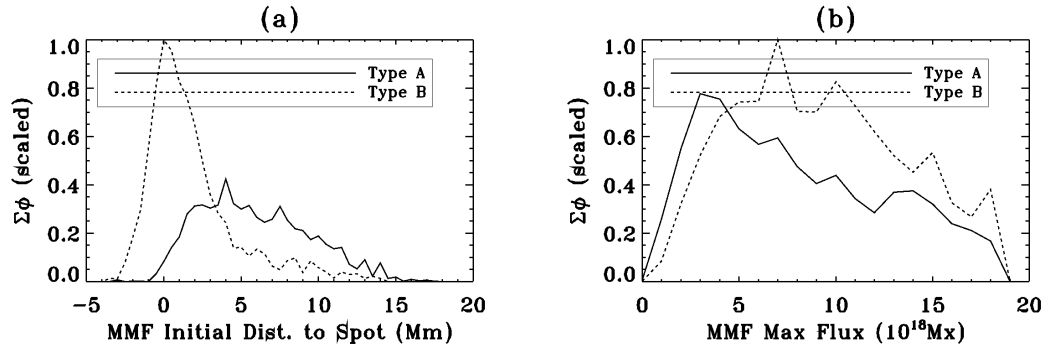 (a)
Type A
Type B
1.0
0.8
0.6
0.4
0.2
0.0
Σϕ (scaled)
−5 0 5 10 15 20
MMF Initial Dist. to Spot (Mm)
(b)
Type A
Type B
1.0
0.8
0.6
0.4
0.2
0.0
Σϕ (scaled)
0 5 10 15 20
MMF Max Flux (10¹⁸Mx)